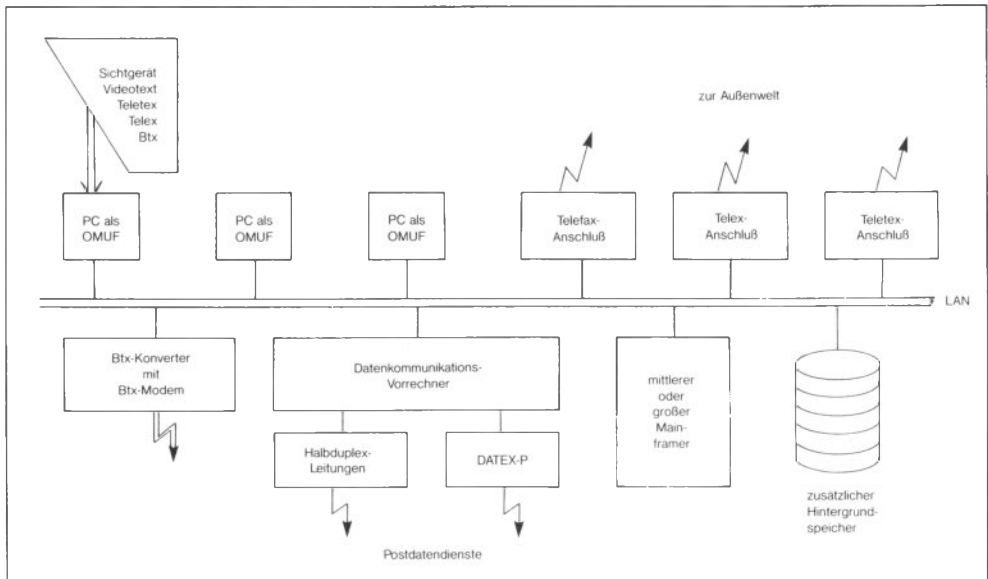 Sichtgerät
Videotext
Teletex
Telex
Btx
zur Außenwelt
PC als
OMUF
PC als
OMUF
PC als
OMUF
Telefax-
Anschluß
Telex-
Anschluß
Teletex-
Anschluß
LAN
Btx-Konverter
mit
Btx-Modem
Datenkommunikations-
Vorrechner
mittlerer
oder
großer
Main-
framer
Halbduplex-
Leitungen
DATEX-P
zusätzlicher
Hintergrund-
speicher
Postdatendienste